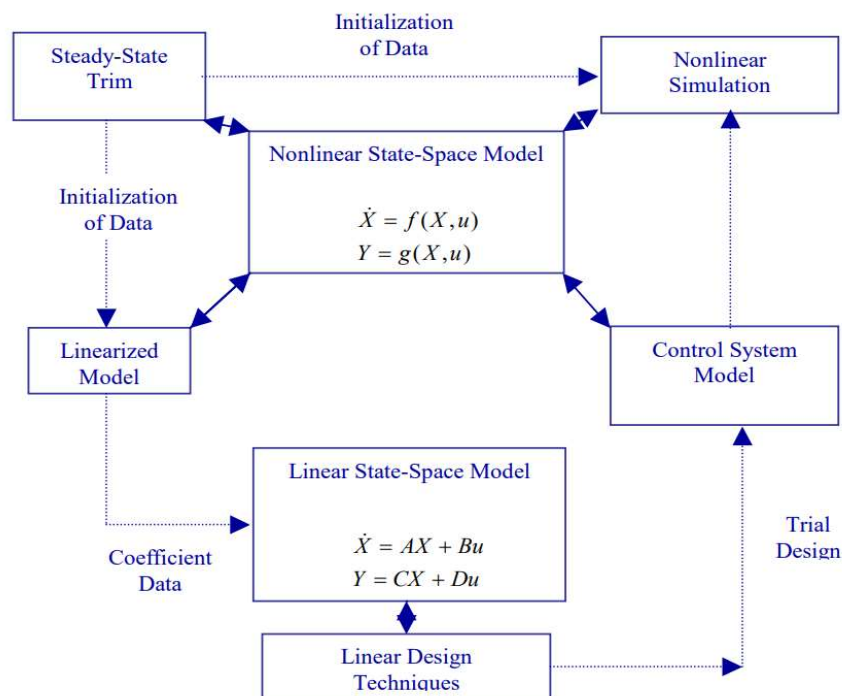 Initialization
of Data
Steady-State
Trim
Nonlinear
Simulation
Nonlinear State-Space Model
Ẋ = f(X,u)
Y = g(X,u)
Initialization
of Data
Linearized
Model
Control System
Model
Linear State-Space Model
Ẋ = AX + Bu
Y = CX + Du
Coefficient
Data
Trial
Design
Linear Design
Techniques